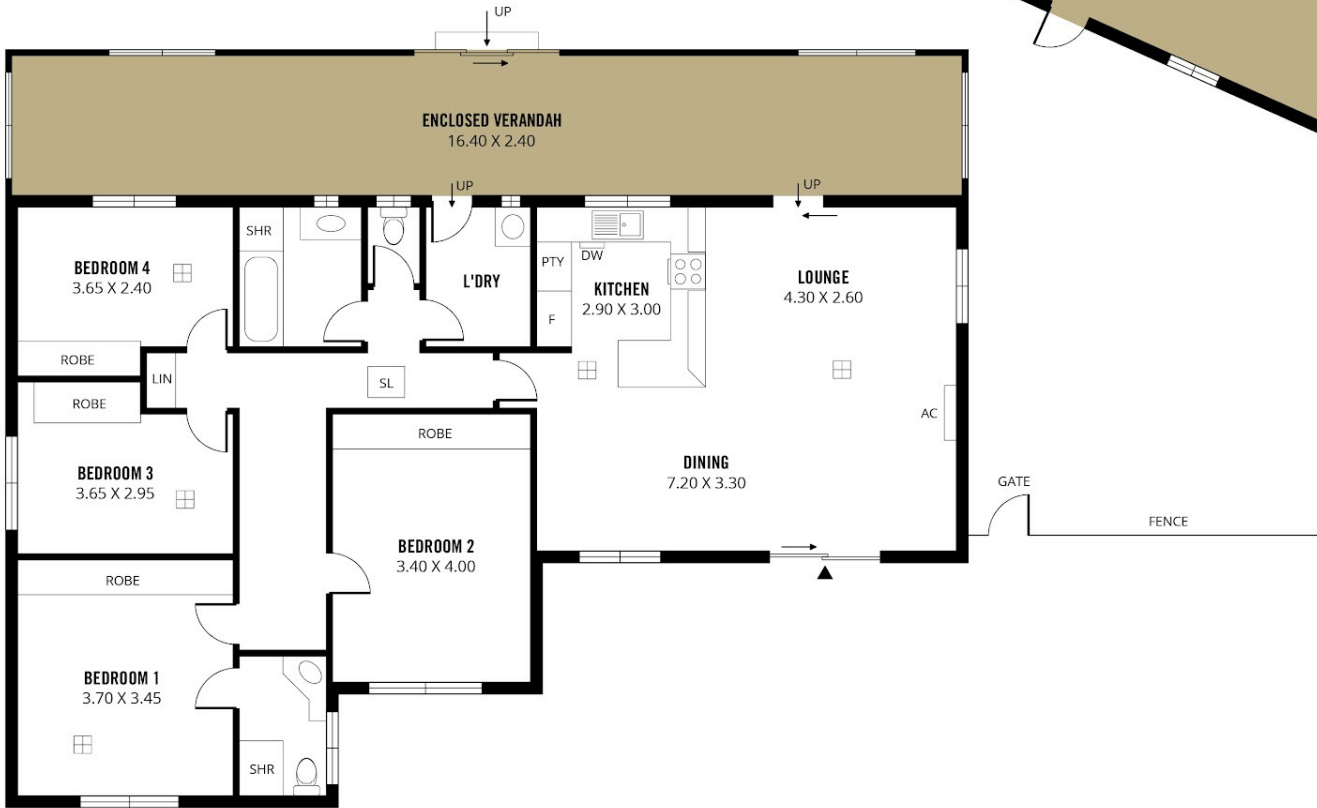 UP
ENCLOSED VERANDAH
16.40 X 2.40
UP
UP
SHR
BEDROOM 4
3.65 X 2.40
L'DRY
PTY
DW
KITCHEN
2.90 X 3.00
F
LOUNGE
4.30 X 2.60
ROBE
LIN
SL
ROBE
AC
ROBE
BEDROOM 3
3.65 X 2.95
DINING
7.20 X 3.30
GATE
FENCE
BEDROOM 2
3.40 X 4.00
ROBE
BEDROOM 1
3.70 X 3.45
SHR